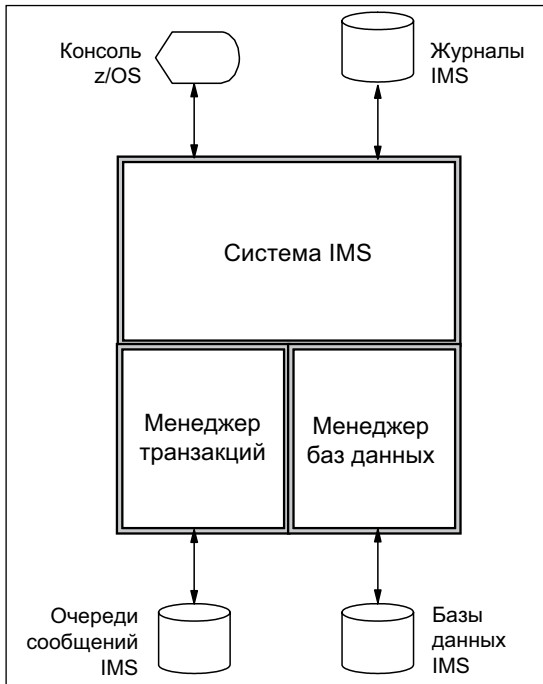 Консоль
z/OS
Журналы
IMS
Система IMS
Менеджер
транзакций
Менеджер
баз данных
Очереди
сообщений
IMS
Базы
данных
IMS